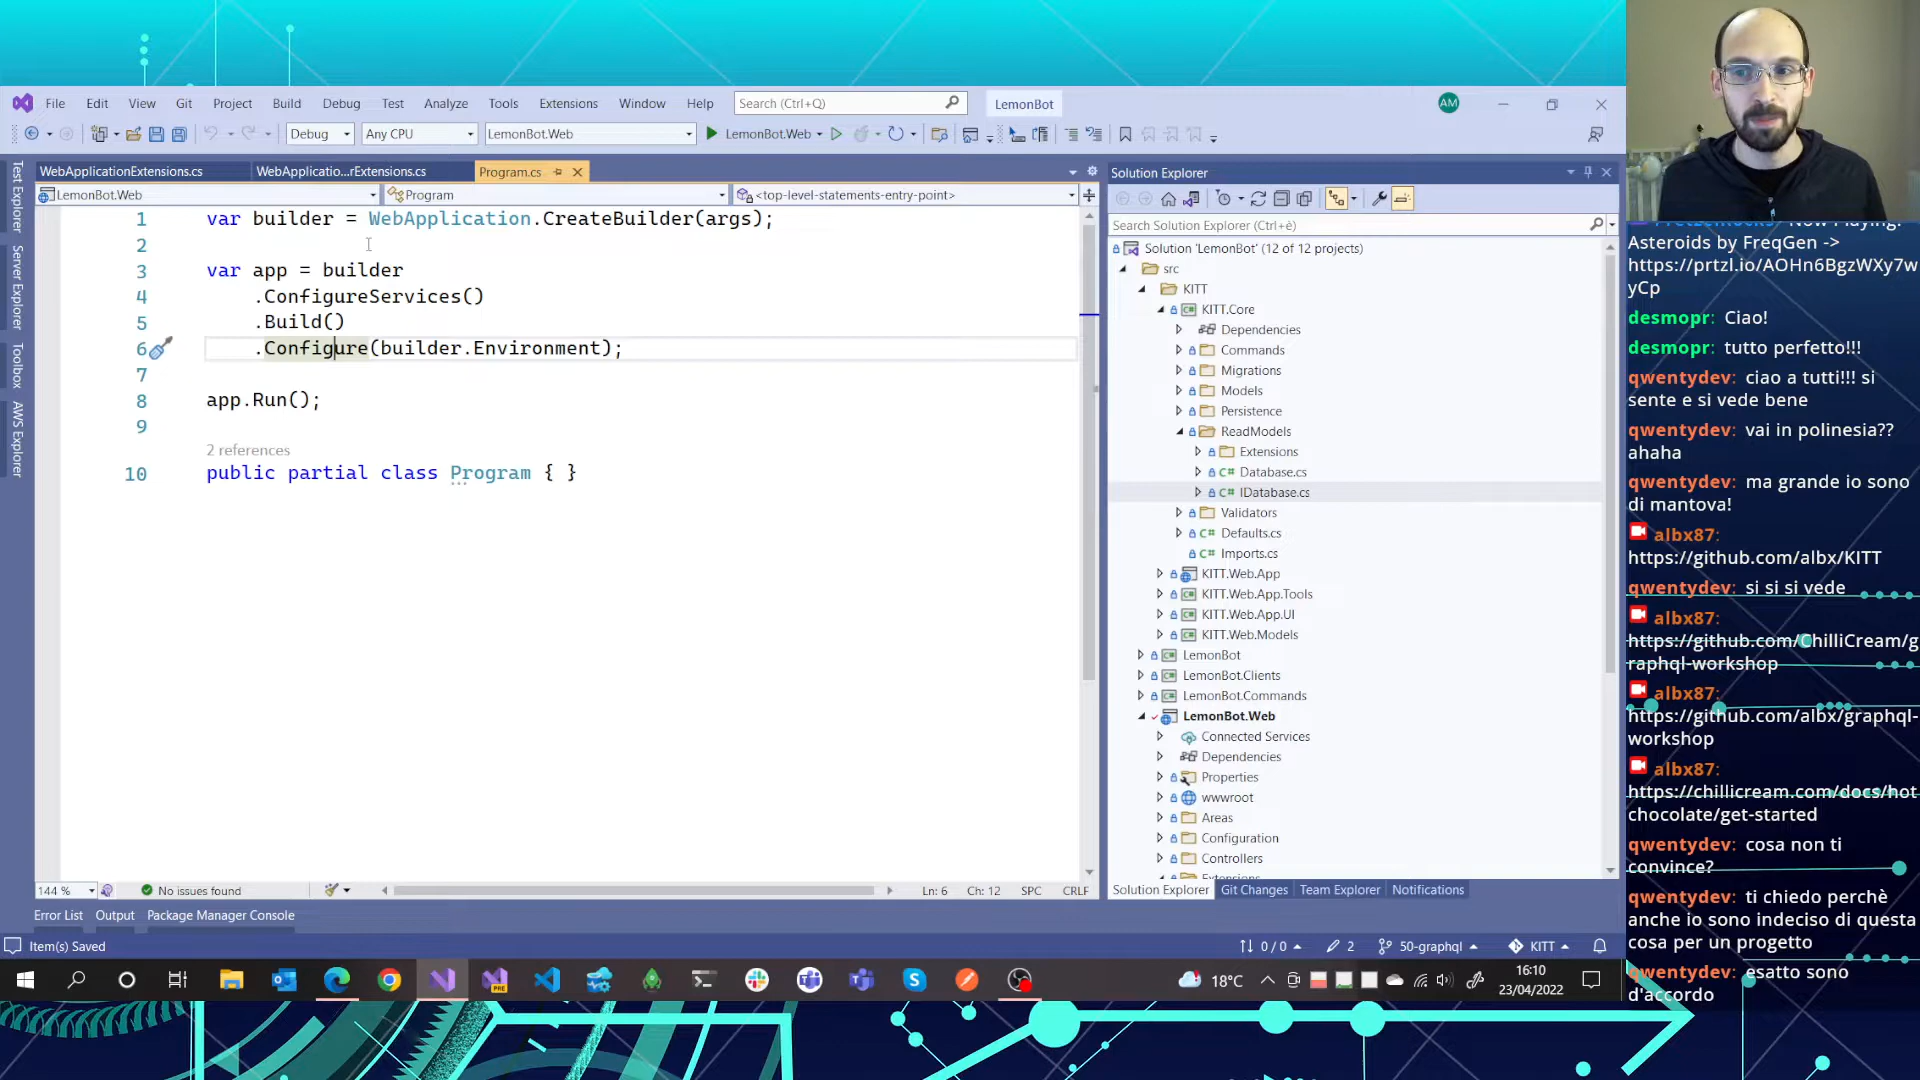 File Edit View Git Project Build Debug Test Analyze Tools Extensions Window Help Search (Ctrl+Q) LemonBot AM
Debug Any CPU LemonBot.Web LemonBot.Web
WebApplicationExtensions.cs WebApplicatio...rExtensions.cs Program.cs
LemonBot.Web Program <top-level-statements-entry-point>
Test Explorer
Server Explorer
Toolbox
AWS Explorer
1 var builder = WebApplication.CreateBuilder(args);
2
3 var app = builder
4 .ConfigureServices()
5 .Build()
6 .Configure(builder.Environment);
7
8 app.Run();
9
2 references
10 public partial class Program { }
144 % No issues found Ln: 6 Ch: 12 SPC CRLF
Error List Output Package Manager Console
Solution Explorer
Search Solution Explorer (Ctrl+è)
Solution 'LemonBot' (12 of 12 projects)
src
KITT
KITT.Core
Dependencies
Commands
Migrations
Models
Persistence
ReadModels
Extensions
Database.cs
IDatabase.cs
Validators
Defaults.cs
Imports.cs
KITT.Web.App
KITT.Web.App.Tools
KITT.Web.App.UI
KITT.Web.Models
LemonBot
LemonBot.Clients
LemonBot.Commands
LemonBot.Web
Connected Services
Dependencies
Properties
wwwroot
Areas
Configuration
Controllers
Solution Explorer Git Changes Team Explorer Notifications
Item(s) Saved 0 / 0 2 50-graphql KITT
18°C 16:10
23/04/2022
Asteroids by FreqGen ->
https://prtzl.io/AOHn6BgzWXy7w
yCp
desmopr: Ciao!
desmopr: tutto perfetto!!!
qwentydev: ciao a tutti!!! si
sente e si vede bene
qwentydev: vai in polinesia??
ahaha
qwentydev: ma grande io sono
di mantova!
albx87:
https://github.com/albx/KITT
qwentydev: si si si vede
albx87:
https://github.com/ChilliCream/g
raphql-workshop
albx87:
https://github.com/albx/graphql-
workshop
albx87:
https://chillicream.com/docs/hot
chocolate/get-started
qwentydev: cosa non ti
convince?
qwentydev: ti chiedo perchè
anche io sono indeciso di questa
cosa per un progetto
qwentydev: esatto sono
d'accordo